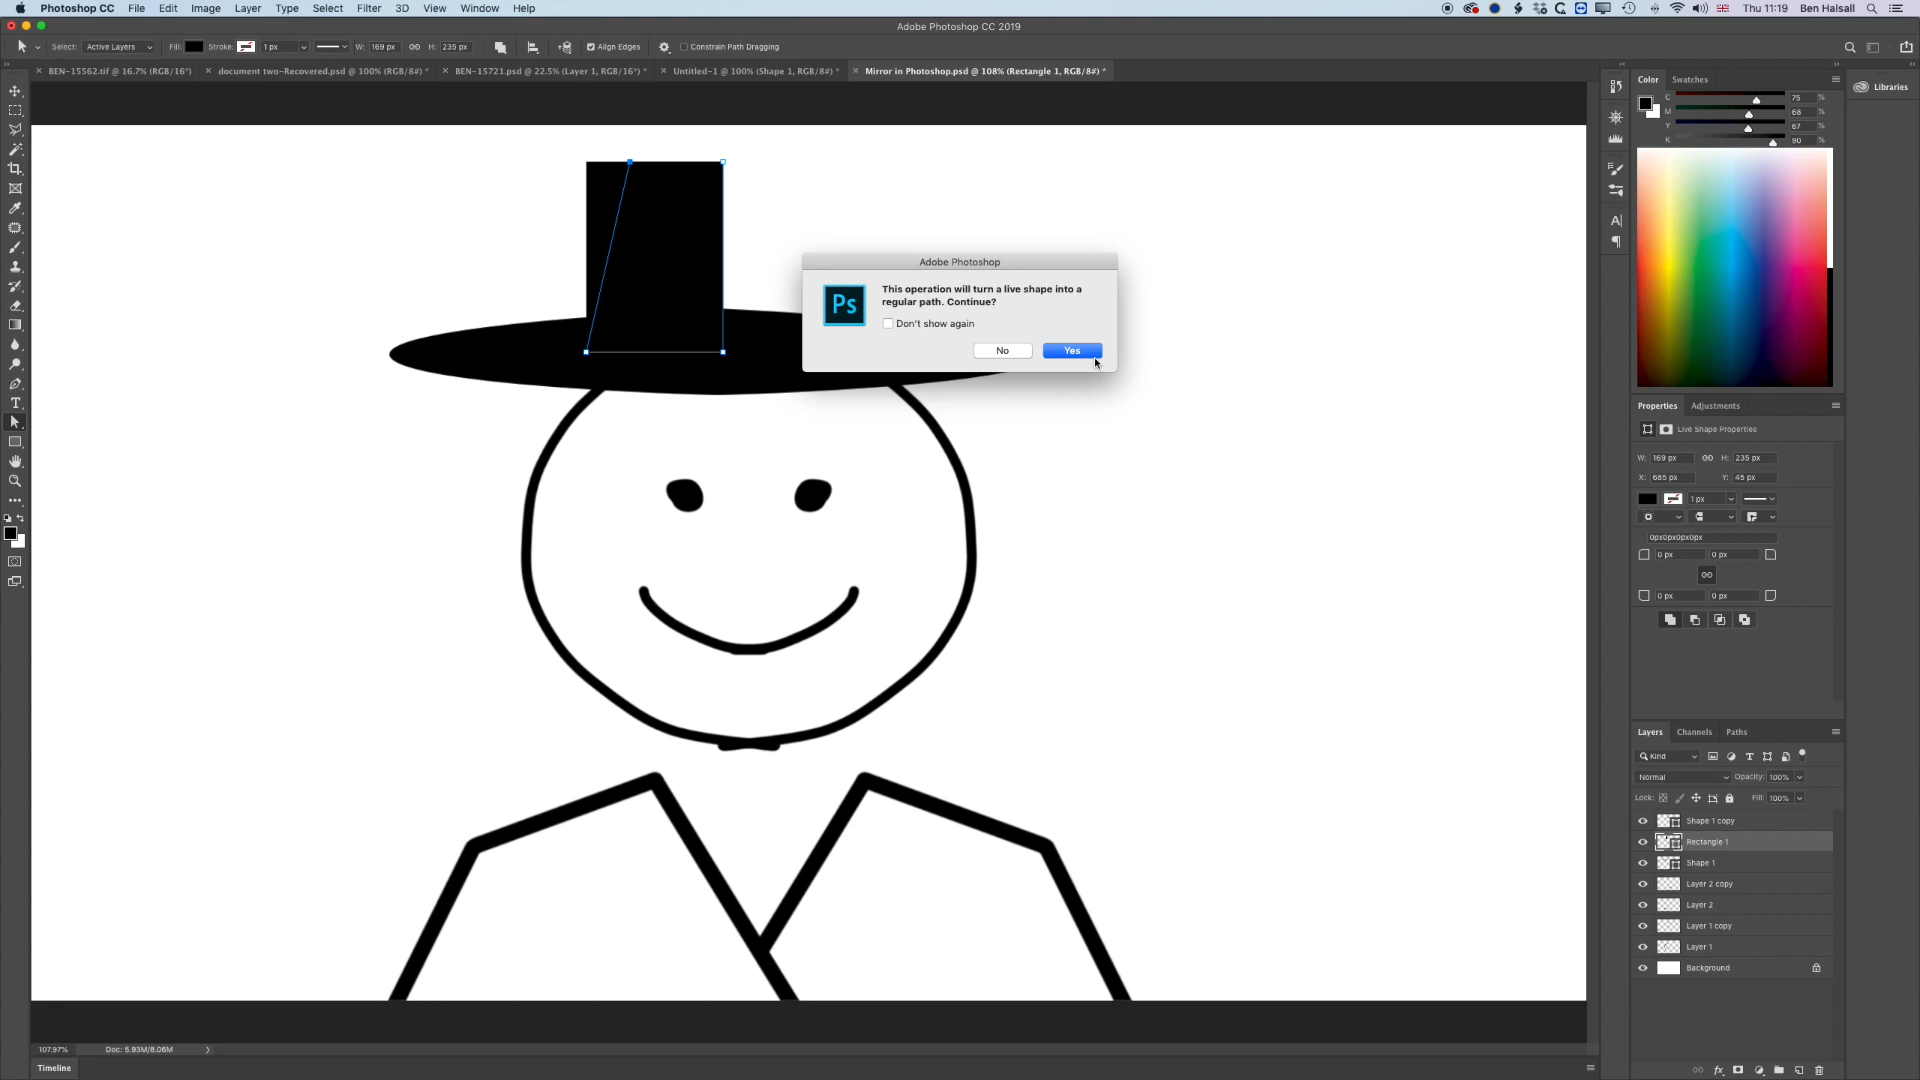 Photoshop CC File Edit Image Layer Type Select Filter 3D View Window Help Thu 11:19 Ben Halsall
Adobe Photoshop CC 2019
Select: Active Layers Fill: Stroke: 1 px W: 169 px H: 235 px Align Edges Constrain Path Dragging
BEN-15562.tif @ 16.7% (RGB/16*) document two-Recovered.psd @ 100% (RGB/8#) * BEN-15721.psd @ 22.5% (Layer 1, RGB/16*) * Untitled-1 @ 100% (Shape 1, RGB/8#) * Mirror in Photoshop.psd @ 108% (Rectangle 1, RGB/8#) *
Color Swatches
Libraries
C 75 %
M 68 %
Y 67 %
K 90 %
Adobe Photoshop
Ps
This operation will turn a live shape into a
regular path. Continue?
Don't show again
No Yes
Properties Adjustments
Live Shape Properties
W: 169 px H: 235 px
X: 685 px Y: 45 px
1 px
0px0px0px0px
0 px 0 px
0 px 0 px
Layers Channels Paths
Kind
Normal Opacity: 100%
Lock: Fill: 100%
Shape 1 copy
Rectangle 1
Shape 1
Layer 2 copy
Layer 2
Layer 1 copy
Layer 1
Background
107.97% Doc: 5.93M/8.06M
Timeline